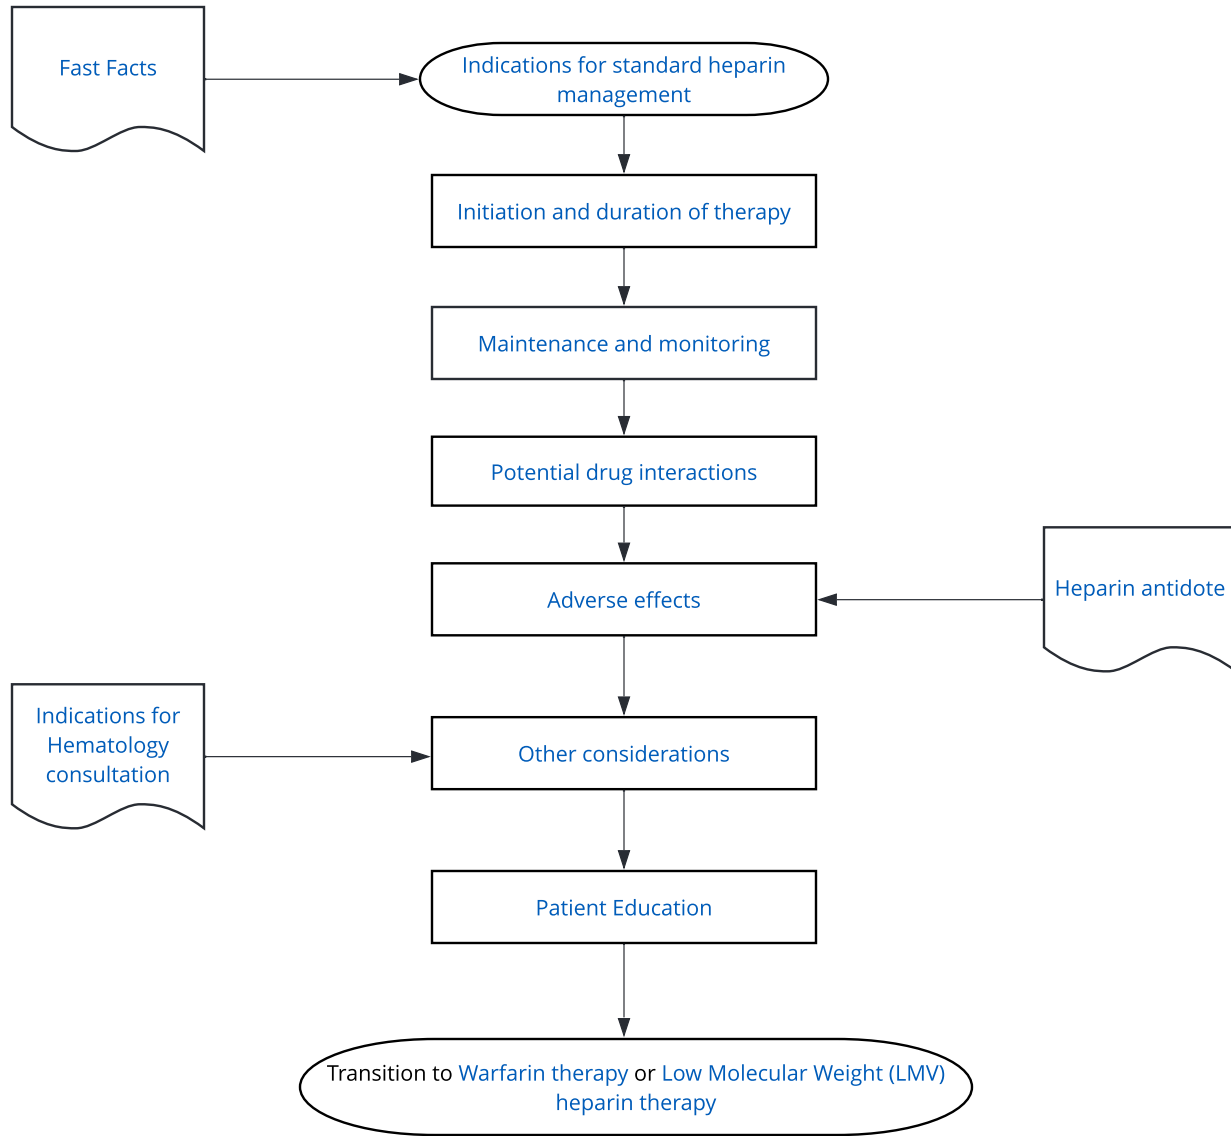 Fast Facts
Indications for standard heparin
management
Initiation and duration of therapy
Maintenance and monitoring
Potential drug interactions
Adverse effects
Heparin antidote
Indications for
Hematology
consultation
Other considerations
Patient Education
Transition to Warfarin therapy or Low Molecular Weight (LMV)
heparin therapy